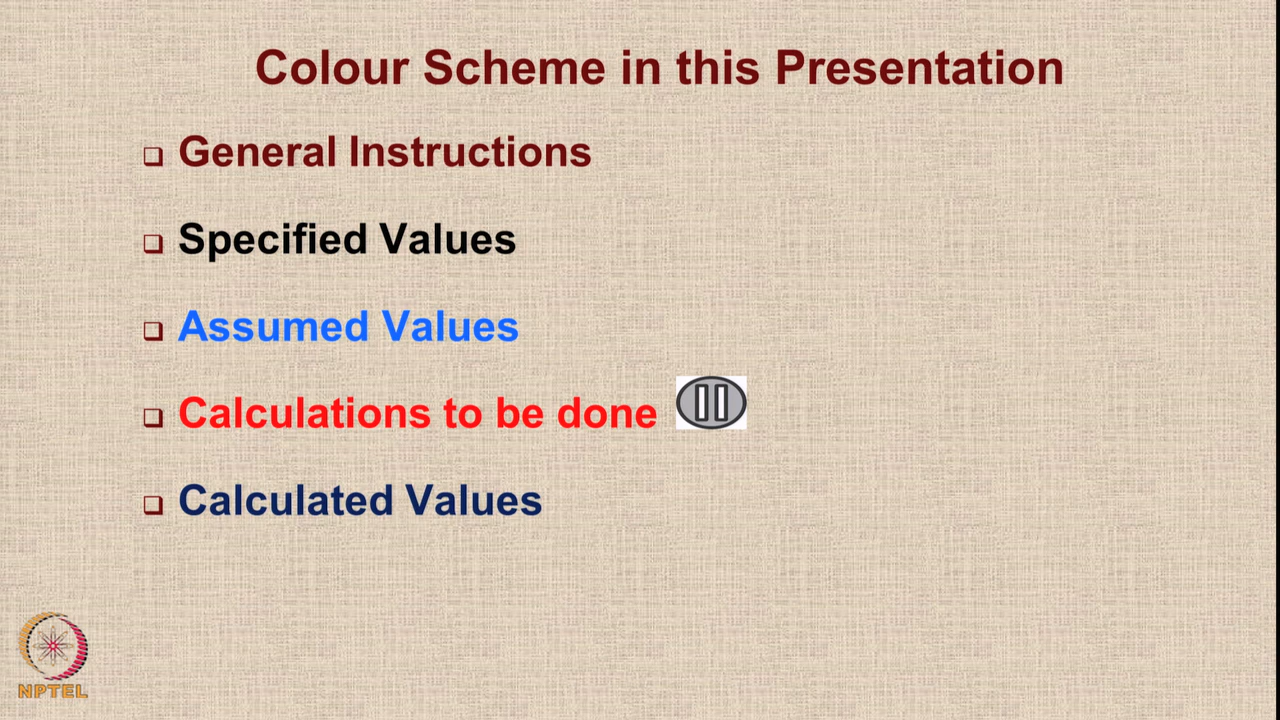 Colour Scheme in this Presentation
General Instructions
Specified Values
Assumed Values
Calculations to be done
Calculated Values
NPTEL